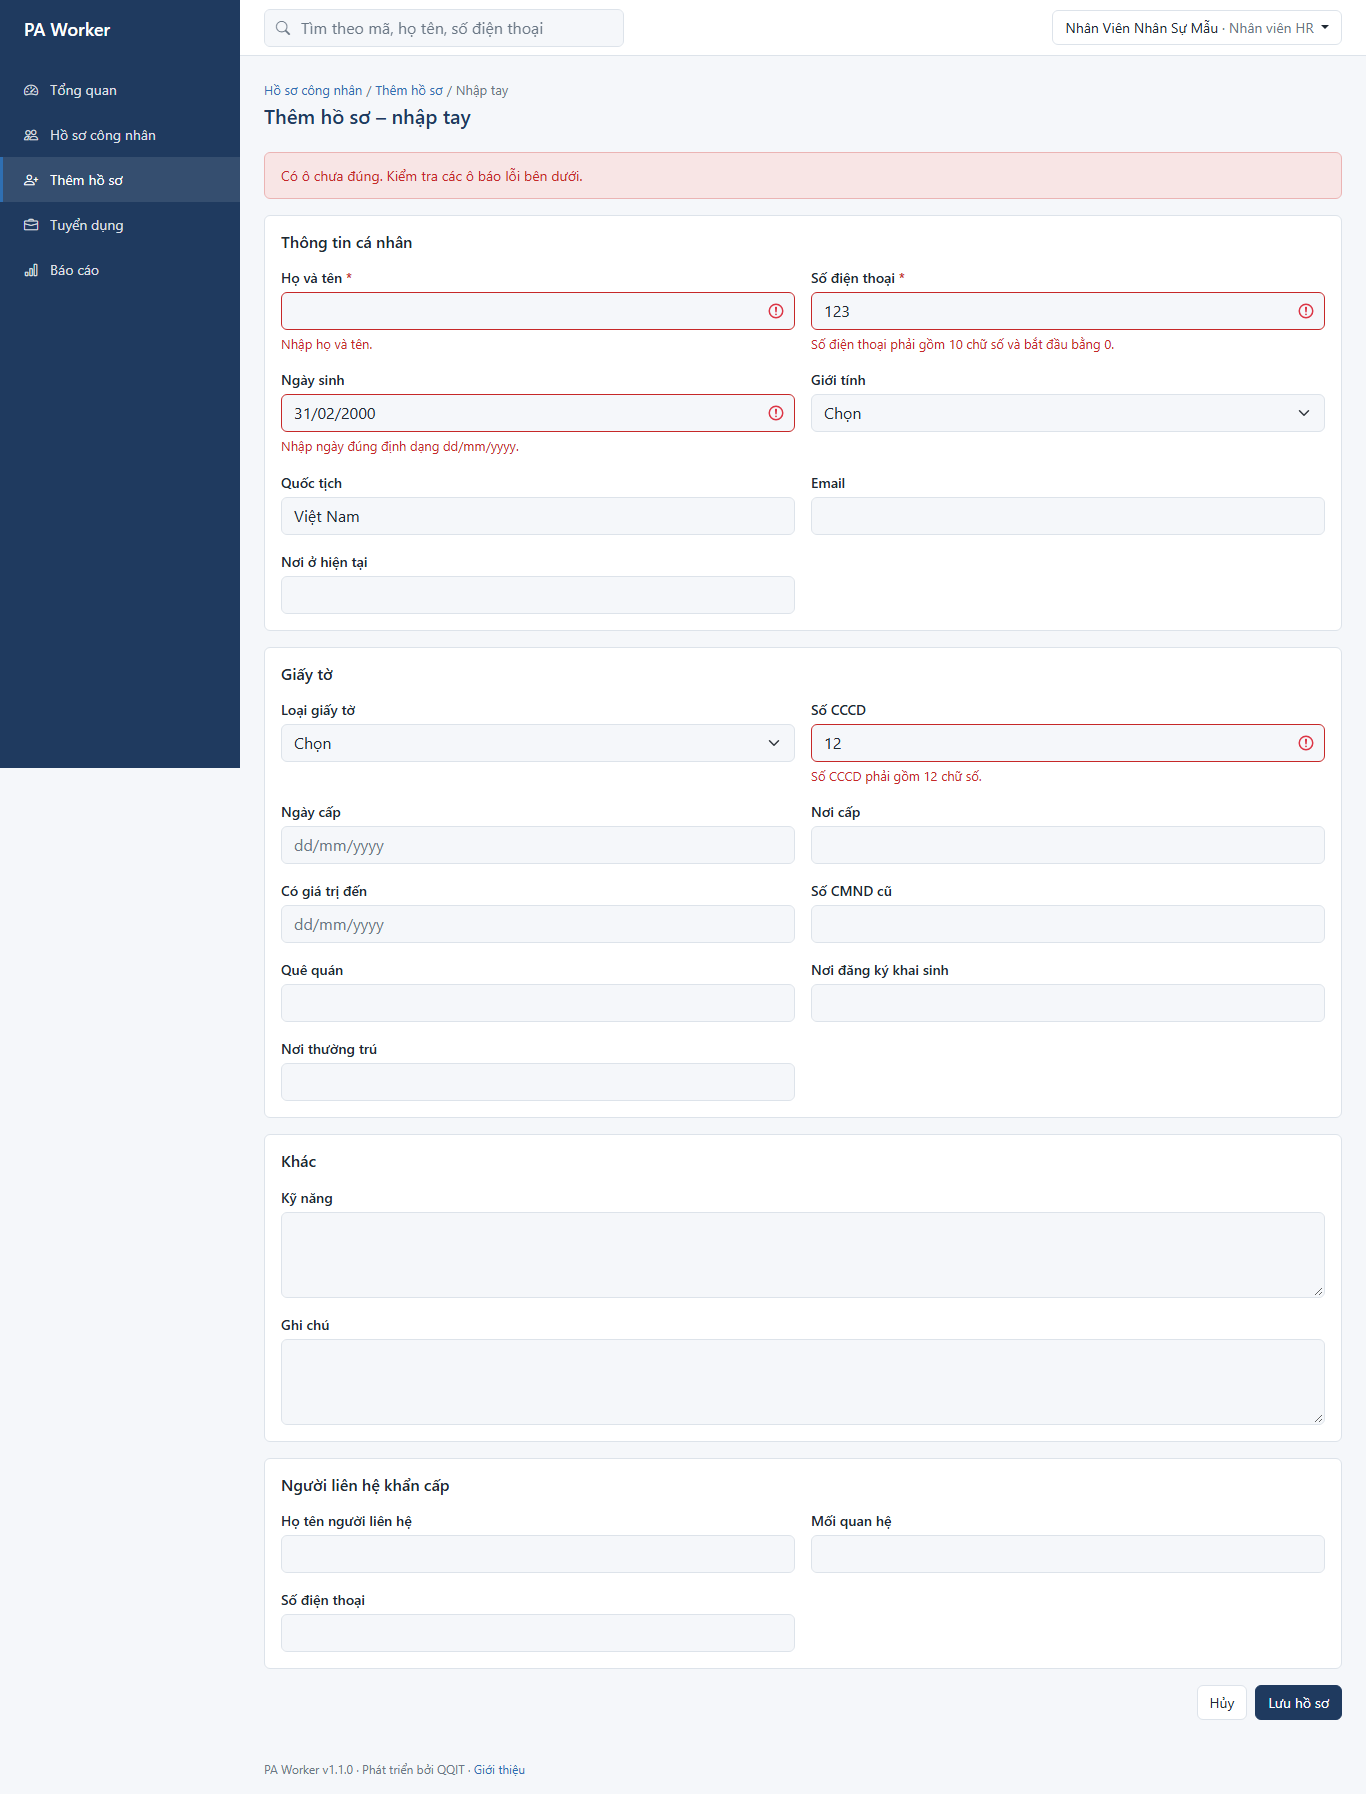 PA Worker
Tìm theo mã, họ tên, số điện thoại
Nhân Viên Nhân Sự Mẫu · Nhân viên HR
Tổng quan
Hồ sơ công nhân
Thêm hồ sơ
Tuyển dụng
Báo cáo
Hồ sơ công nhân / Thêm hồ sơ / Nhập tay
Thêm hồ sơ – nhập tay
Có ô chưa đúng. Kiểm tra các ô báo lỗi bên dưới.
Thông tin cá nhân
Họ và tên *
Số điện thoại *
123
Nhập họ và tên.
Số điện thoại phải gồm 10 chữ số và bắt đầu bằng 0.
Ngày sinh
Giới tính
31/02/2000
Chọn
Nhập ngày đúng định dạng dd/mm/yyyy.
Quốc tịch
Email
Việt Nam
Nơi ở hiện tại
Giấy tờ
Loại giấy tờ
Số CCCD
Chọn
12
Số CCCD phải gồm 12 chữ số.
Ngày cấp
Nơi cấp
dd/mm/yyyy
Có giá trị đến
Số CMND cũ
dd/mm/yyyy
Quê quán
Nơi đăng ký khai sinh
Nơi thường trú
Khác
Kỹ năng
Ghi chú
Người liên hệ khẩn cấp
Họ tên người liên hệ
Mối quan hệ
Số điện thoại
Hủy
Lưu hồ sơ
PA Worker v1.1.0 · Phát triển bởi QQIT · Giới thiệu